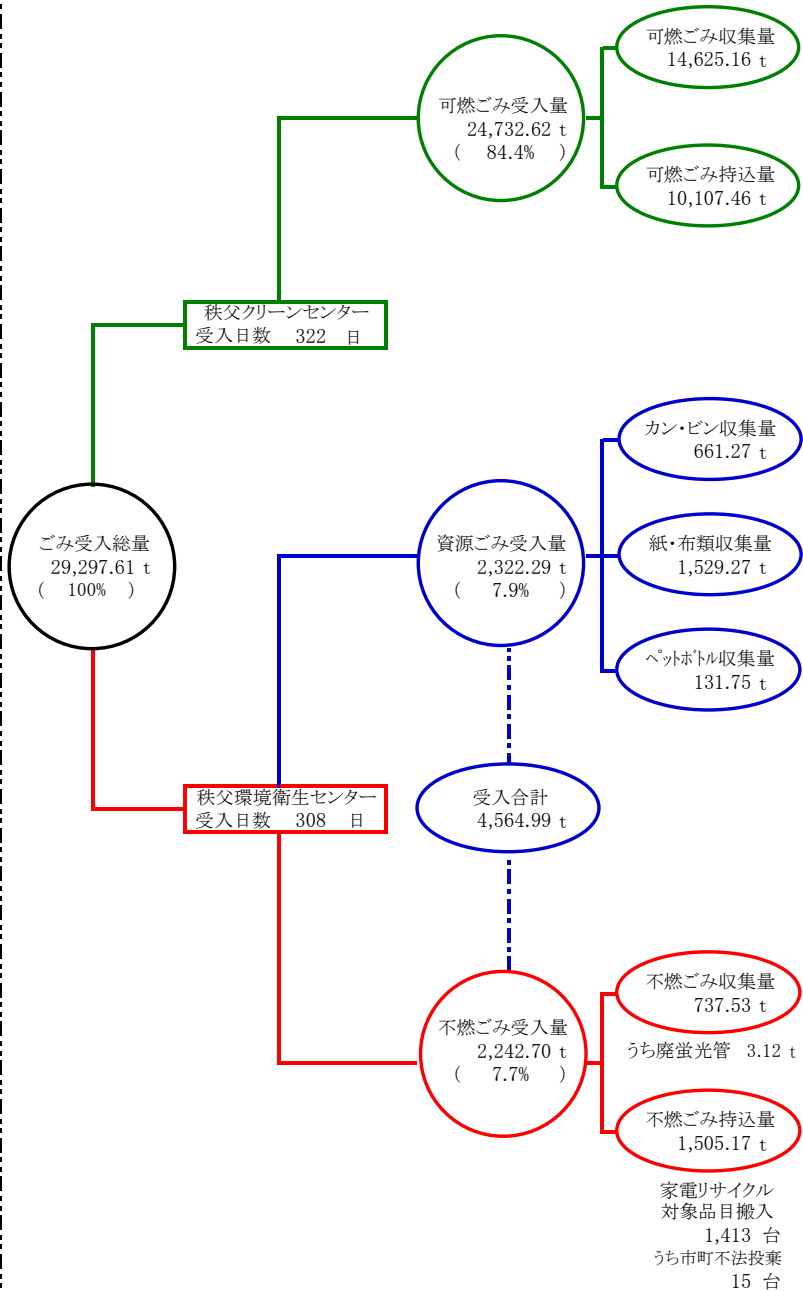 可燃ごみ収集量
14,625.16 t
可燃ごみ受入量
24,732.62 t
( 84.4% )
可燃ごみ持込量
10,107.46 t
秩父クリーンセンター
受入日数 322 日
カン・ビン収集量
661.27 t
ごみ受入総量
29,297.61 t
( 100% )
資源ごみ受入量
2,322.29 t
( 7.9% )
紙・布類収集量
1,529.27 t
ペットボトル収集量
131.75 t
秩父環境衛生センター
受入日数 308 日
受入合計
4,564.99 t
不燃ごみ収集量
737.53 t
不燃ごみ受入量
2,242.70 t
( 7.7% )
うち廃蛍光管 3.12 t
不燃ごみ持込量
1,505.17 t
家電リサイクル
対象品目搬入
1,413 台
うち市町不法投棄
15 台